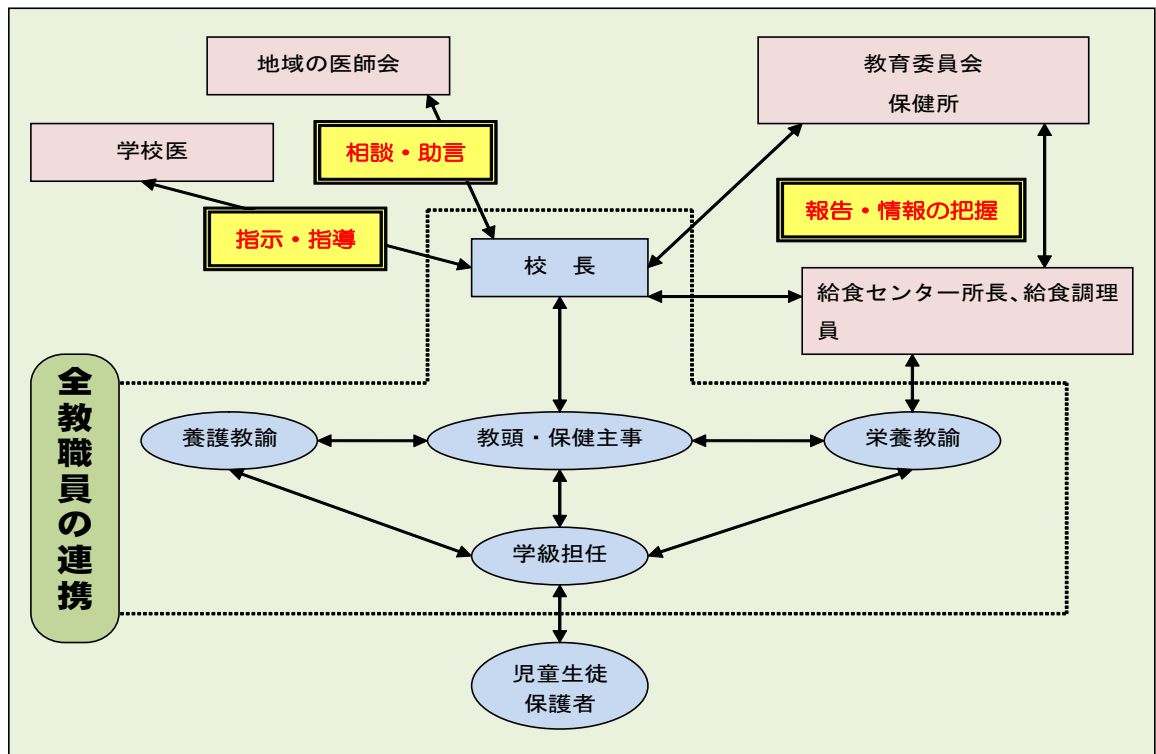 地域の医師会
教育委員会
保健所
学校医
相談・助言
報告・情報の把握
指示・指導
校　長
給食センター所長、給食調理
員
全教職員の連携
養護教諭
教頭・保健主事
栄養教諭
学級担任
児童生徒
保護者